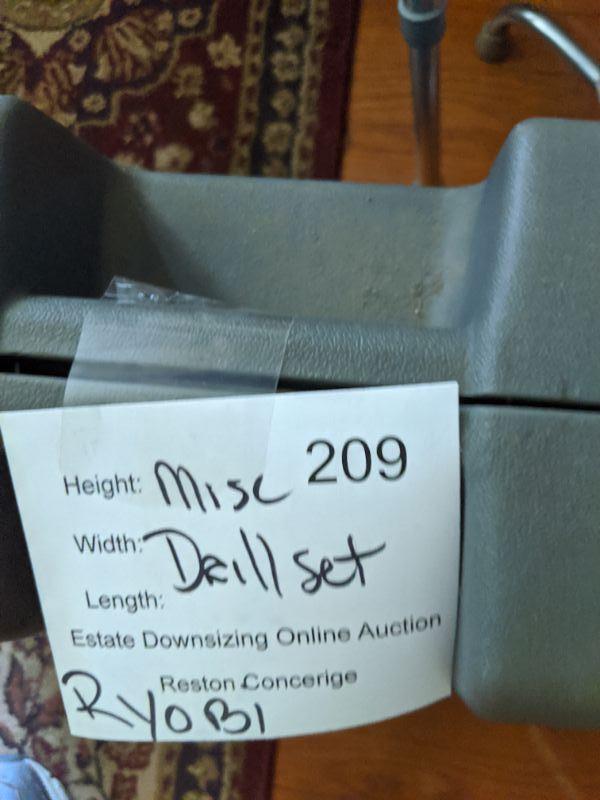 209
Height: Misc
Width: Drill set
Length:
Estate Downsizing Online Auction
Reston Concerige
RYOBI